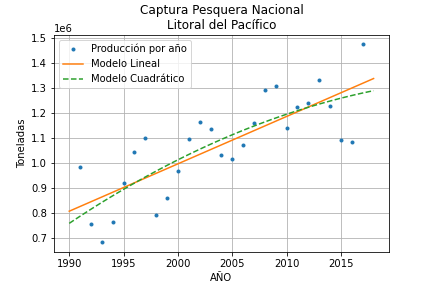 Captura Pesquera Nacional
Litoral del Pacífico
1e6
1.5
1.4
1.3
1.2
1.1
1.0
0.9
0.8
0.7
Toneladas
Producción por año
Modelo Lineal
Modelo Cuadrático
1990 1995 2000 2005 2010 2015
AÑO